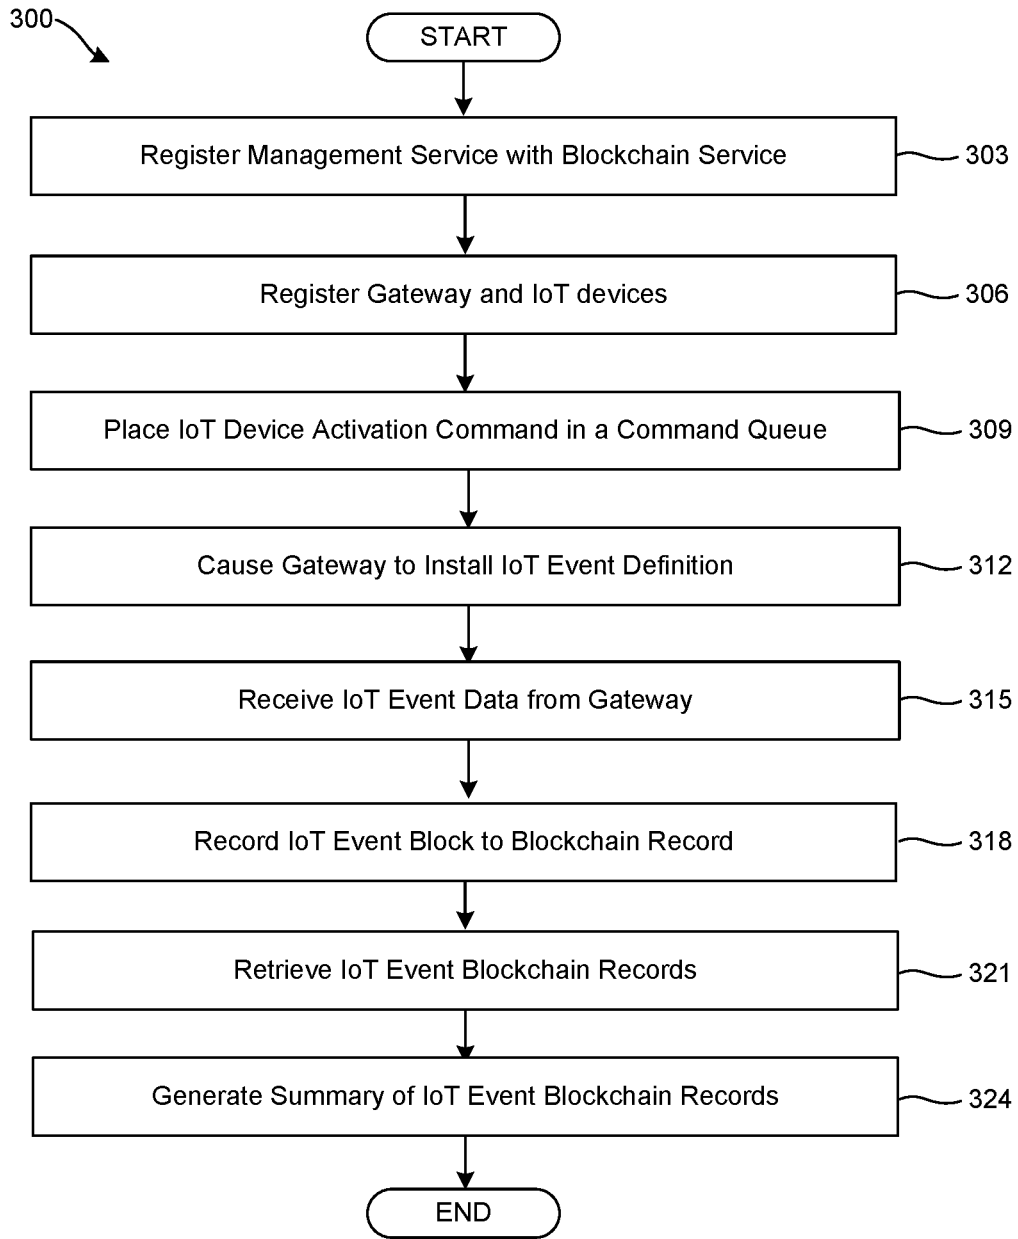 300
START
Register Management Service with Blockchain Service 303
Register Gateway and IoT devices 306
Place IoT Device Activation Command in a Command Queue 309
Cause Gateway to Install IoT Event Definition 312
Receive IoT Event Data from Gateway 315
Record IoT Event Block to Blockchain Record 318
Retrieve IoT Event Blockchain Records 321
Generate Summary of IoT Event Blockchain Records 324
END